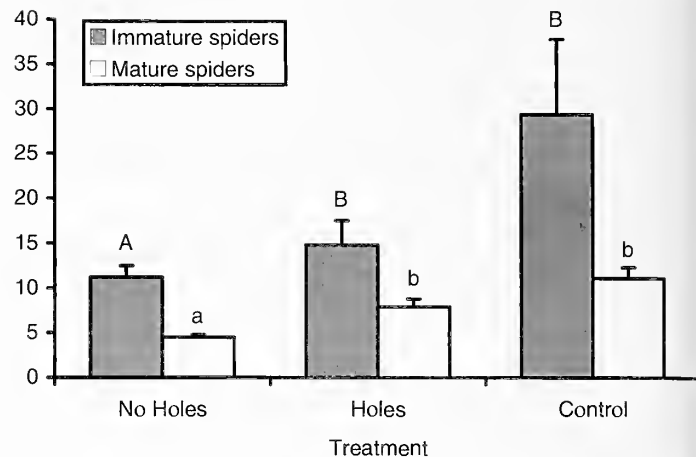 40
35
30
25
20
15
10
5
0
Immature spiders
Mature spiders
A
a
B
b
B
b
No Holes
Holes
Control
Treatment